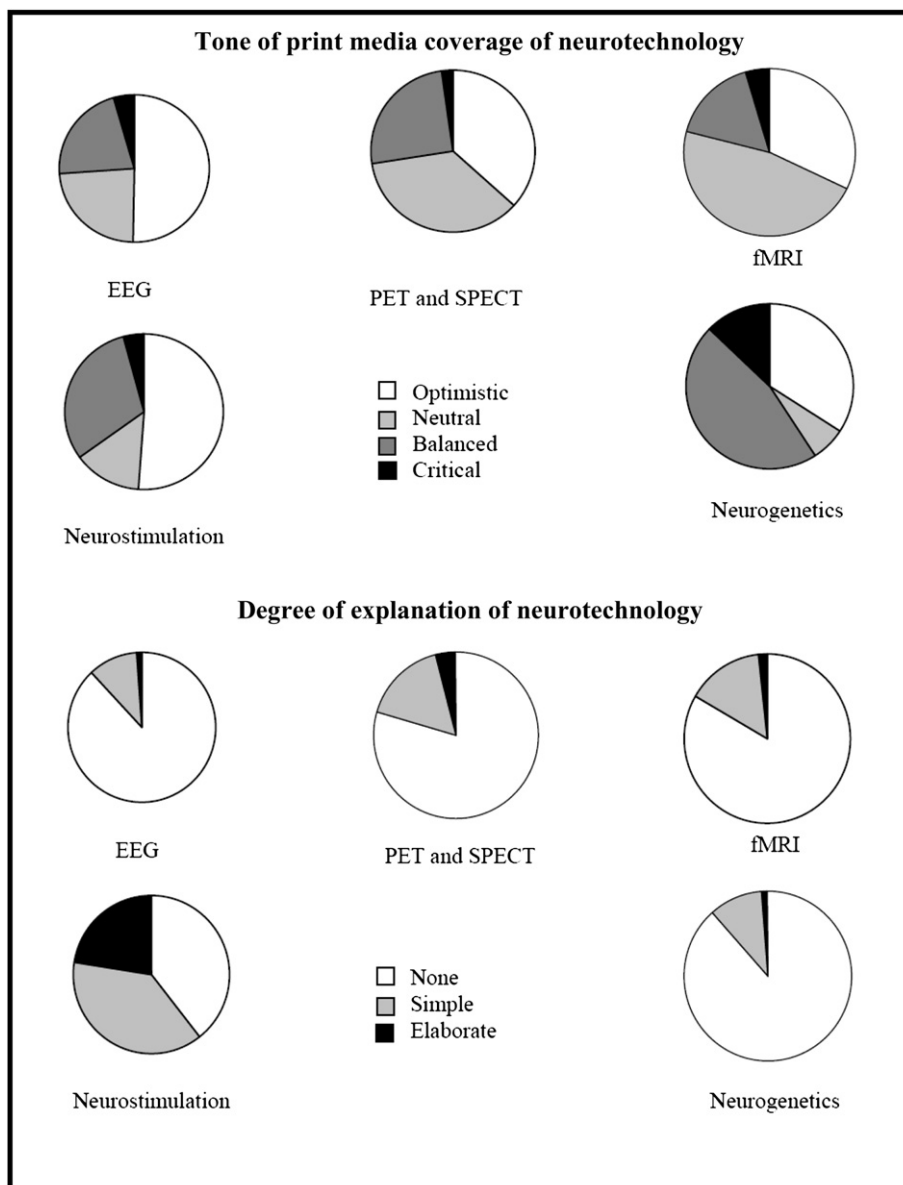 Tone of print media coverage of neurotechnology
EEG
PET and SPECT
fMRI
Optimistic
Neutral
Balanced
Critical
Neurostimulation
Neurogenetics
Degree of explanation of neurotechnology
EEG
PET and SPECT
fMRI
None
Simple
Elaborate
Neurostimulation
Neurogenetics